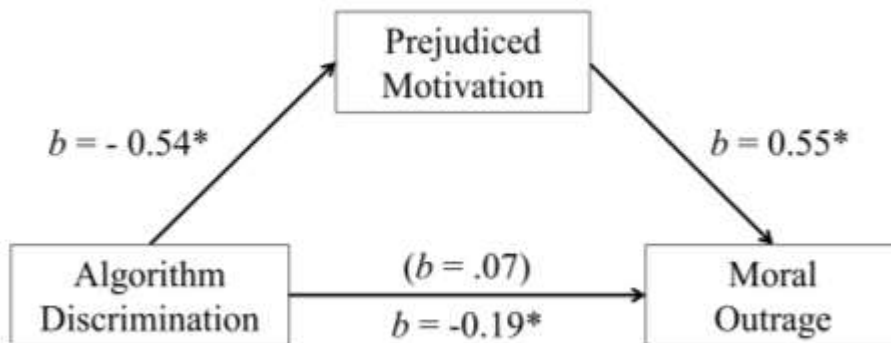 Prejudiced
Motivation
b = - 0.54*
b = 0.55*
Algorithm
Discrimination
(b = .07)
b = -0.19*
Moral
Outrage